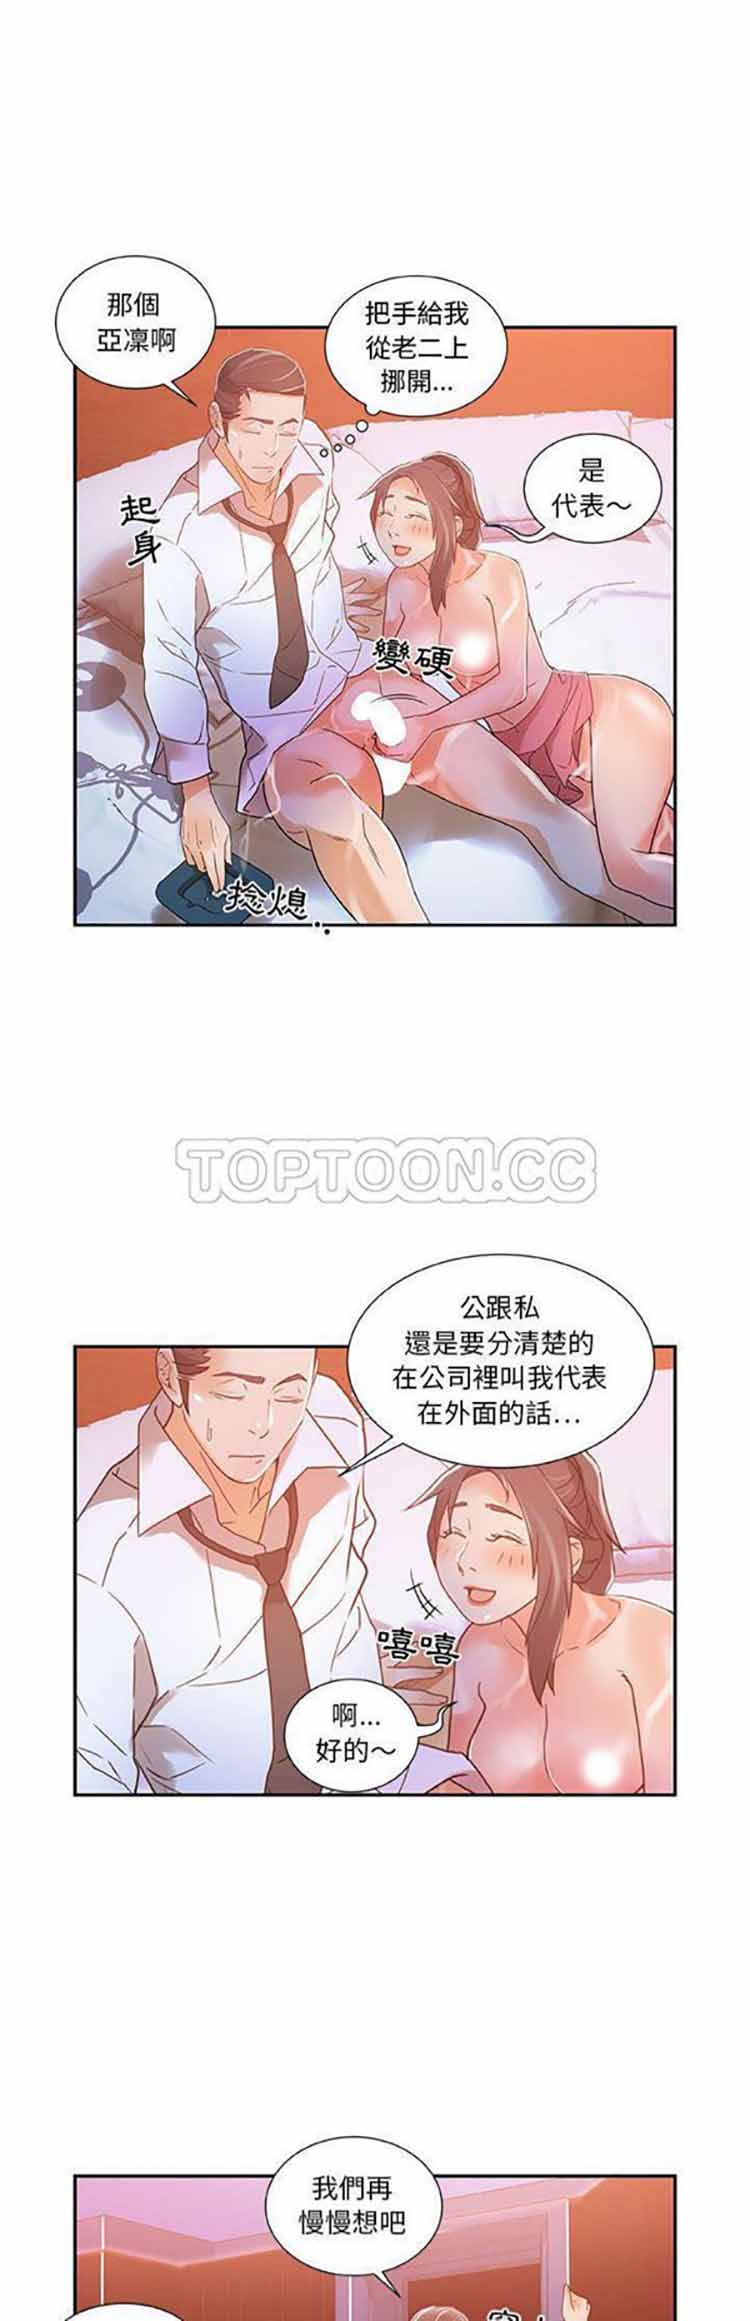 那個
亞凜啊
把手給我
從老二上
挪開...
是
代表～
起身
變硬
捻熄
TOPTOON.CC
公跟私
還是要分清楚的
在公司裡叫我代表
在外面的話...
嘻嘻
啊...
好的～
我們再
慢慢想吧